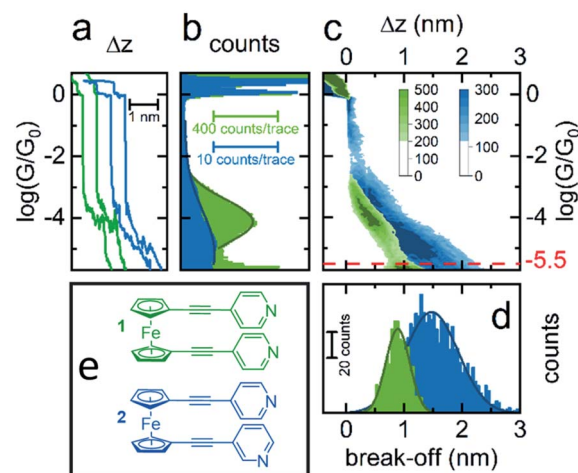 a b c
Δz counts Δz (nm)
0 1 2 3
0 -2 -4
log(G/G₀)
1 nm
400 counts/trace
10 counts/trace
500 400 300 200 100 0
300 200 100 0
0 -2 -4
log(G/G₀)
-5.5
e
1 Fe N N
2 Fe N N
d
20 counts
counts
0 1 2 3
break-off (nm)